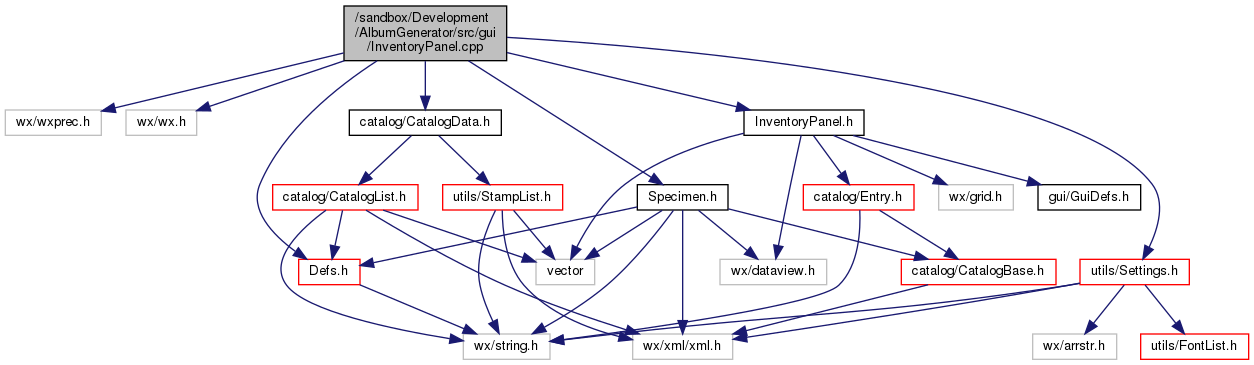 /sandbox/Development
/AlbumGenerator/src/gui
/InventoryPanel.cpp
wx/wxprec.h
wx/wx.h
catalog/CatalogData.h
InventoryPanel.h
catalog/CatalogList.h
utils/StampList.h
Specimen.h
catalog/Entry.h
wx/grid.h
gui/GuiDefs.h
Defs.h
vector
wx/dataview.h
catalog/CatalogBase.h
utils/Settings.h
wx/string.h
wx/xml/xml.h
wx/arrstr.h
utils/FontList.h